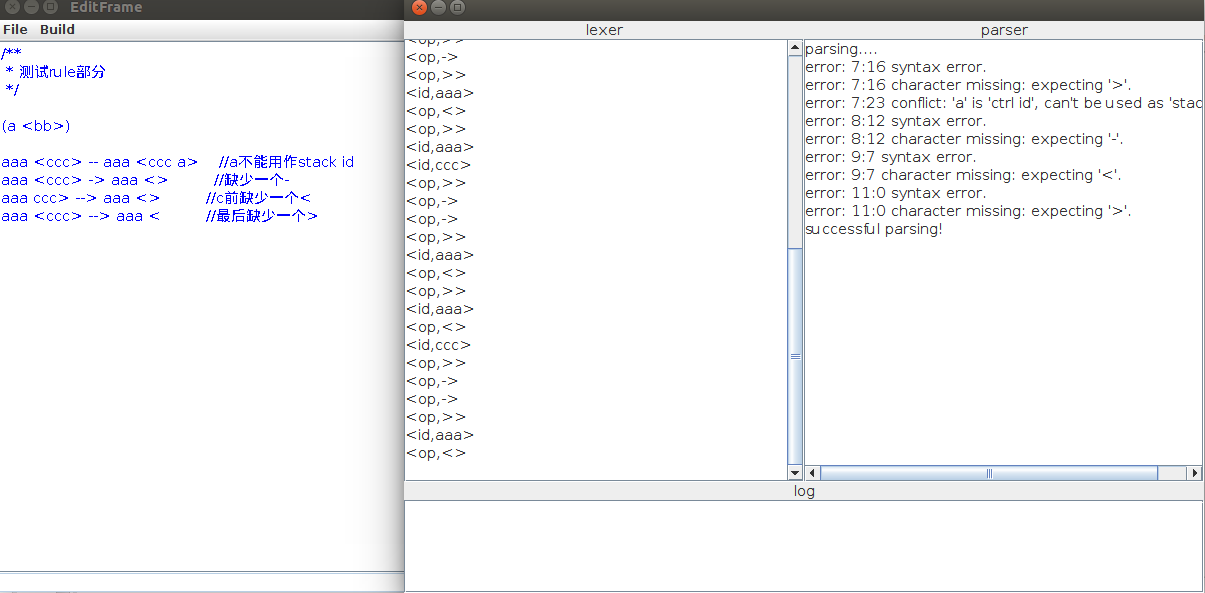 EditFrame
File Build
/**
* 测试rule部分
*/
(a <bb>)
aaa <ccc> -- aaa <ccc a> //a不能用作stack id
aaa <ccc> -> aaa <> //缺少一个-
aaa ccc> --> aaa <> //c前缺少一个<
aaa <ccc> --> aaa < //最后缺少一个>
lexer
<op,>>
<op,->
<op,>>
<id,aaa>
<op,<>
<op,>>
<id,aaa>
<id,ccc>
<op,>>
<op,->
<op,->
<op,>>
<id,aaa>
<op,<>
<op,>>
<id,aaa>
<op,<>
<id,ccc>
<op,>>
<op,->
<op,->
<op,>>
<id,aaa>
<op,<>
parser
parsing....
error: 7:16 syntax error.
error: 7:16 character missing: expecting '>'.
error: 7:23 conflict: 'a' is 'ctrl id', can't be used as 'stac
error: 8:12 syntax error.
error: 8:12 character missing: expecting '-'.
error: 9:7 syntax error.
error: 9:7 character missing: expecting '<'.
error: 11:0 syntax error.
error: 11:0 character missing: expecting '>'.
successful parsing!
log